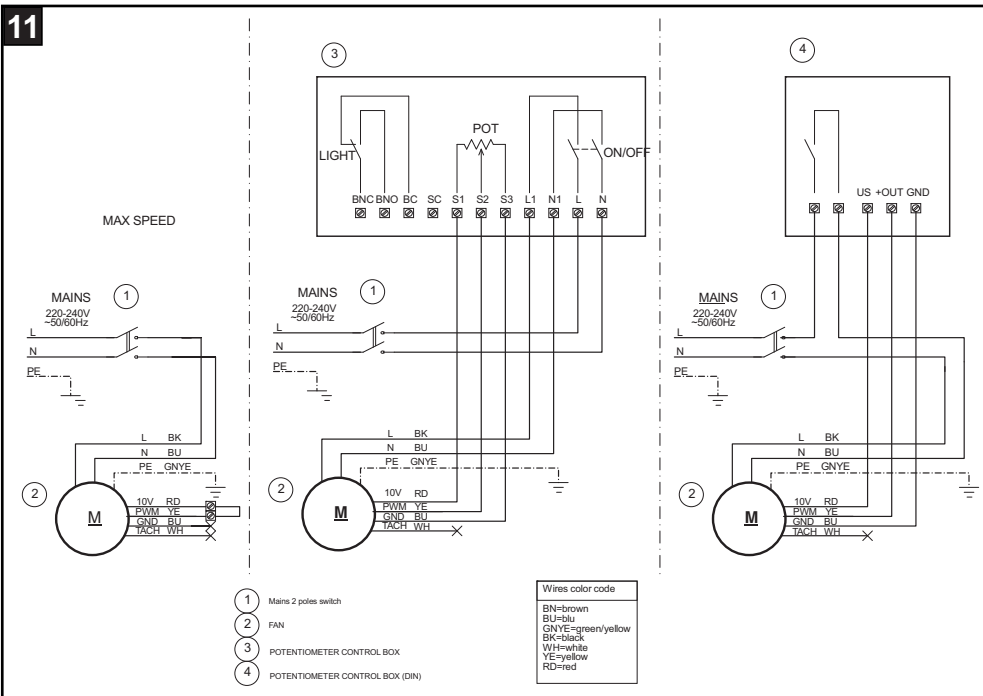 11
MAX SPEED
MAINS
1
220-240V
~50/60Hz
L
N
PE
L BK
N BU
PE GNYE
2
M
10V RD
PWM YE
GND BU
TACH WH
3
LIGHT
POT
ON/OFF
BNC BNO BC SC S1 S2 S3 L1 N1 L N
MAINS
1
220-240V
~50/60Hz
L
N
PE
L BK
N BU
PE GNYE
2
M
10V RD
PWM YE
GND BU
TACH WH
4
US +OUT GND
MAINS
1
220-240V
~50/60Hz
L
N
PE
L BK
N BU
PE GNYE
2
M
10V RD
PWM YE
GND BU
TACH WH
1 Mains 2 poles switch
2 FAN
3 POTENTIOMETER CONTROL BOX
4 POTENTIOMETER CONTROL BOX (DIN)
Wires color code
BN=brown
BU=blu
GNYE=green/yellow
BK=black
WH=white
YE=yellow
RD=red